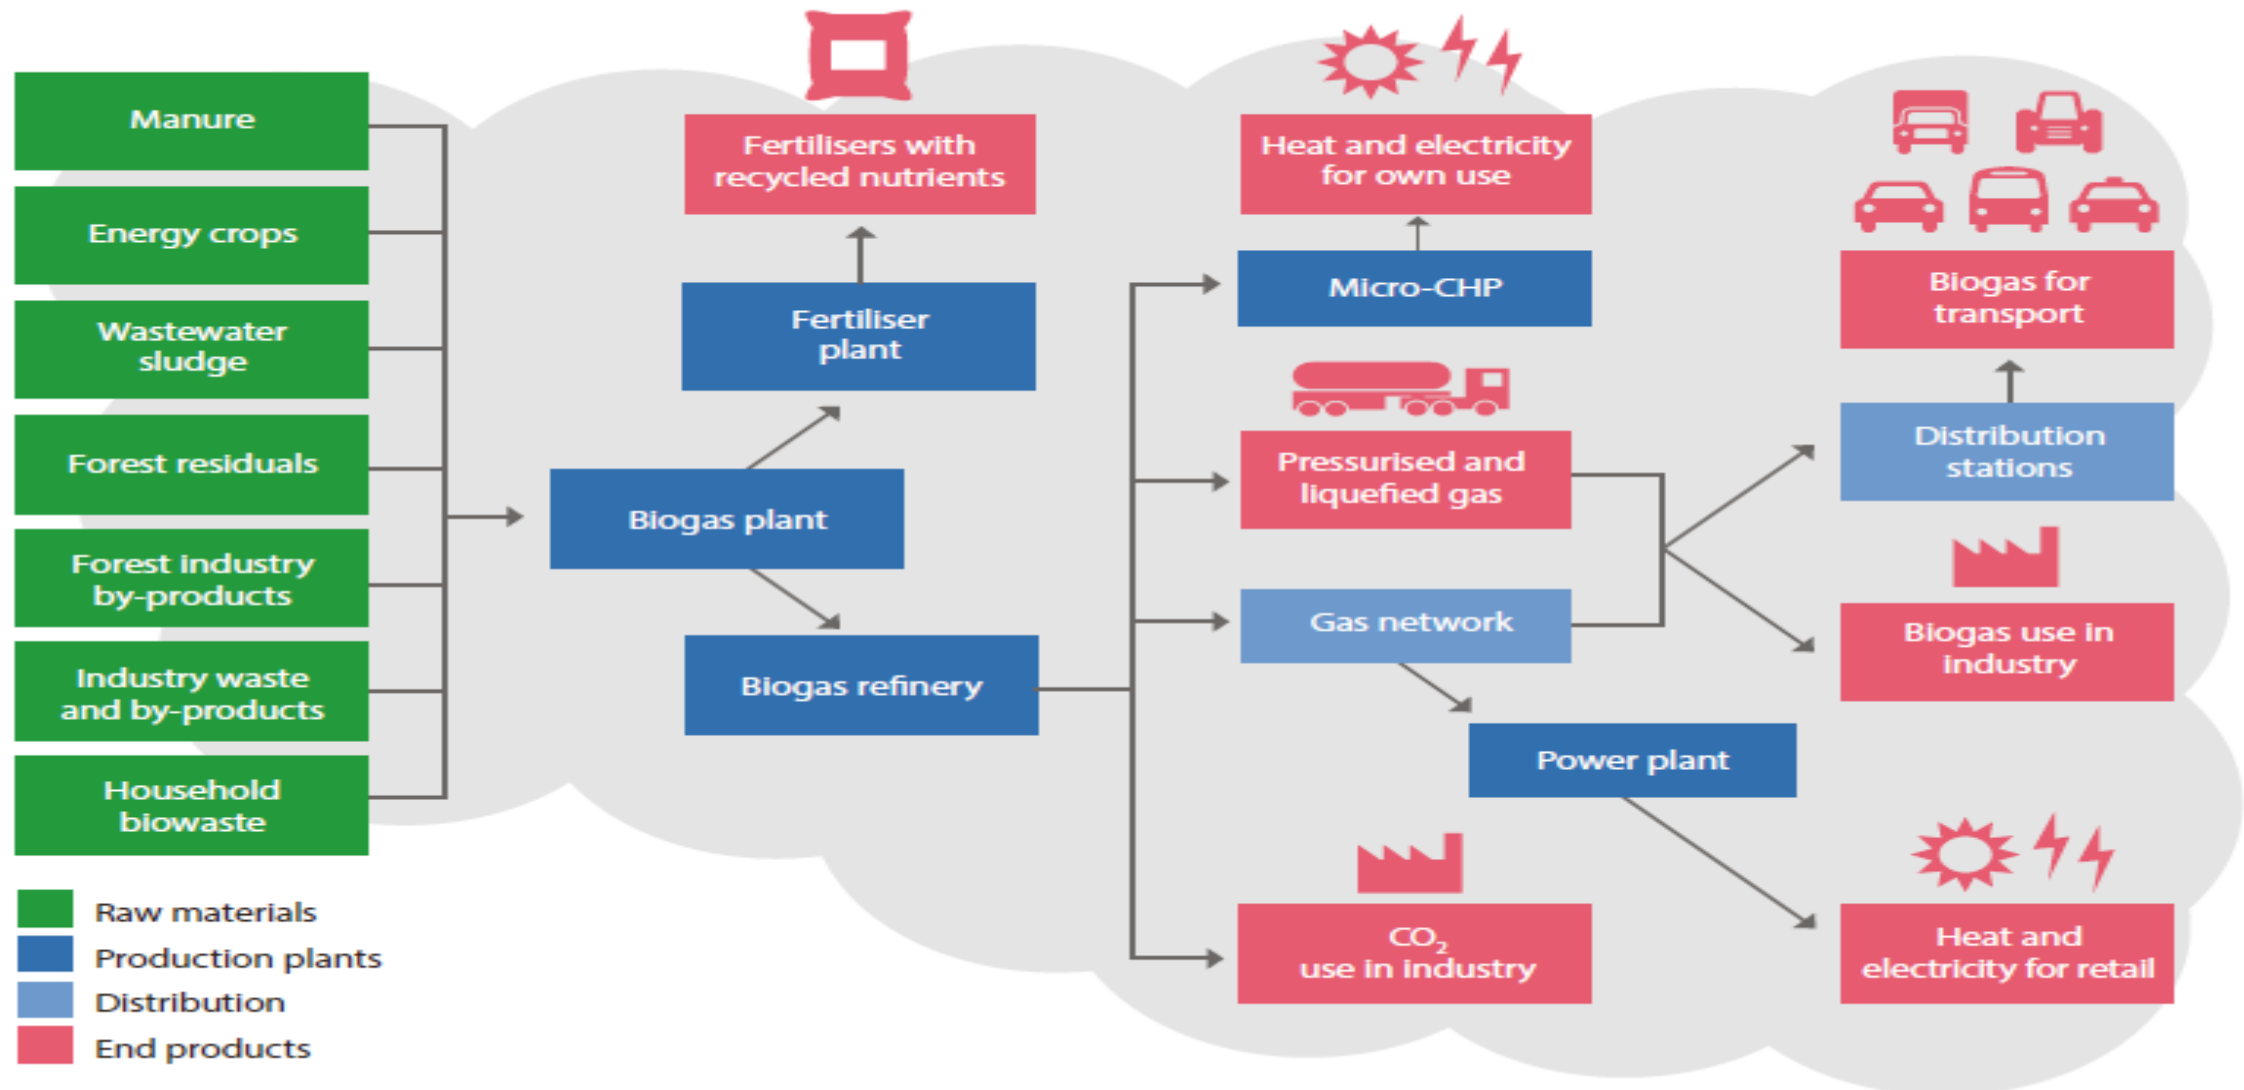 Manure
Energy crops
Wastewater
sludge
Forest residuals
Forest industry
by-products
Industry waste
and by-products
Household
biowaste
Raw materials
Production plants
Distribution
End products
Fertilisers with
recycled nutrients
Fertiliser
plant
Biogas plant
Biogas refinery
Heat and electricity
for own use
Micro-CHP
Pressurised and
liquefied gas
Gas network
Power plant
CO₂
use in industry
Biogas for
transport
Distribution
stations
Biogas use in
industry
Heat and
electricity for retail